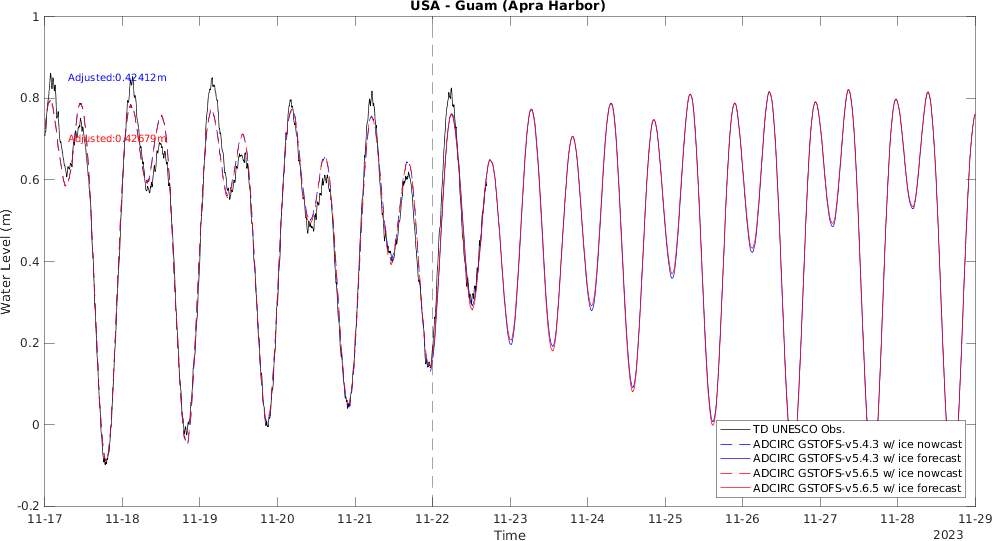 USA - Guam (Apra Harbor)
1
Adjusted:0.42412m
0.8
Adjusted:0.42679m
0.6
Water Level (m)
0.4
0.2
0
TD UNESCO Obs.
ADCIRC GSTOFS-v5.4.3 w/ ice nowcast
ADCIRC GSTOFS-v5.4.3 w/ ice forecast
ADCIRC GSTOFS-v5.6.5 w/ ice nowcast
ADCIRC GSTOFS-v5.6.5 w/ ice forecast
-0.2
11-17 11-18 11-19 11-20 11-21 11-22 11-23 11-24 11-25 11-26 11-27 11-28 11-29
Time
2023